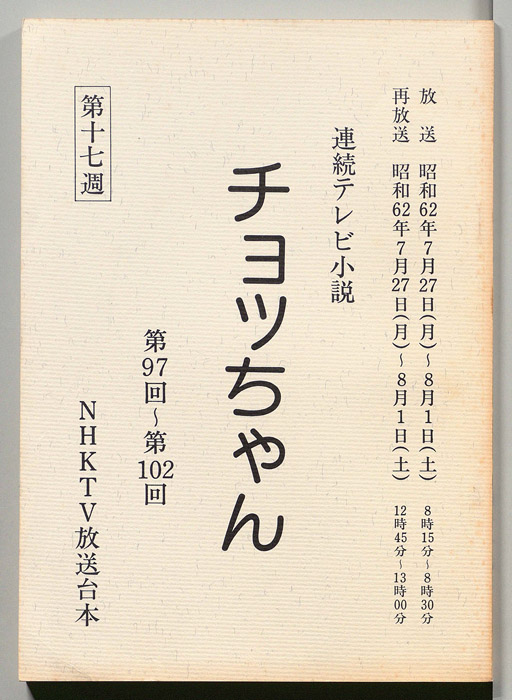 放送 昭和62年7月27日(月)~8月1日(土) 8時15分~8時30分
再放送 昭和62年7月27日(月)~8月1日(土) 12時45分~13時00分
連続テレビ小説
チョッちゃん
第97回~第102回
第十七週
NHKTV放送台本